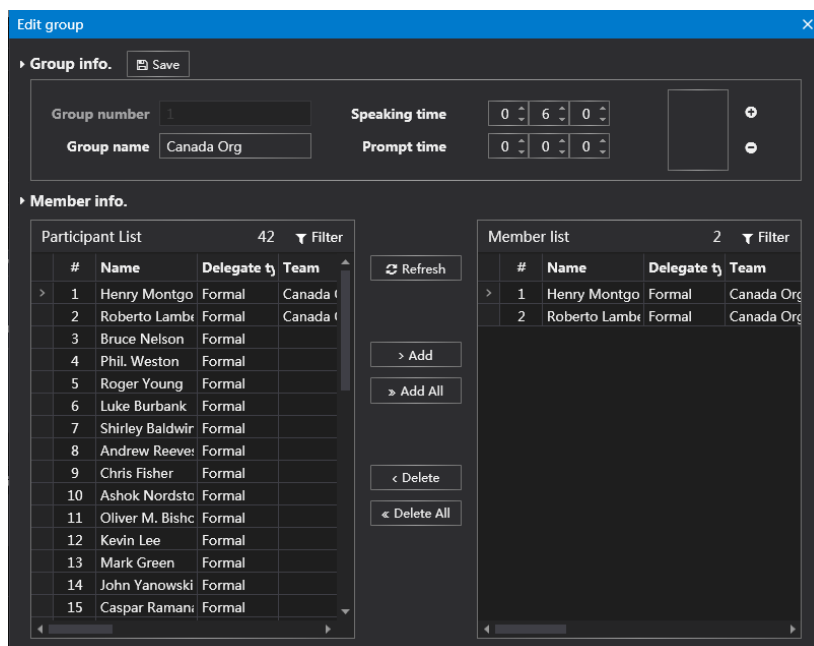 Edit group
Group info. Save
Group number 1 Speaking time 0 6 0
Group name Canada Org Prompt time 0 0 0
Member info.
Participant List 42 Filter
# Name Delegate ty Team
1 Henry Montgo Formal Canada (
2 Roberto Lambe Formal Canada (
3 Bruce Nelson Formal
4 Phil. Weston Formal
5 Roger Young Formal
6 Luke Burbank Formal
7 Shirley Baldwin Formal
8 Andrew Reeves Formal
9 Chris Fisher Formal
10 Ashok Nordsto Formal
11 Oliver M. Bisho Formal
12 Kevin Lee Formal
13 Mark Green Formal
14 John Yanowski Formal
15 Caspar Ramana Formal
Refresh
> Add
» Add All
< Delete
« Delete All
Member list 2 Filter
# Name Delegate ty Team
1 Henry Montgo Formal Canada Org
2 Roberto Lambe Formal Canada Org